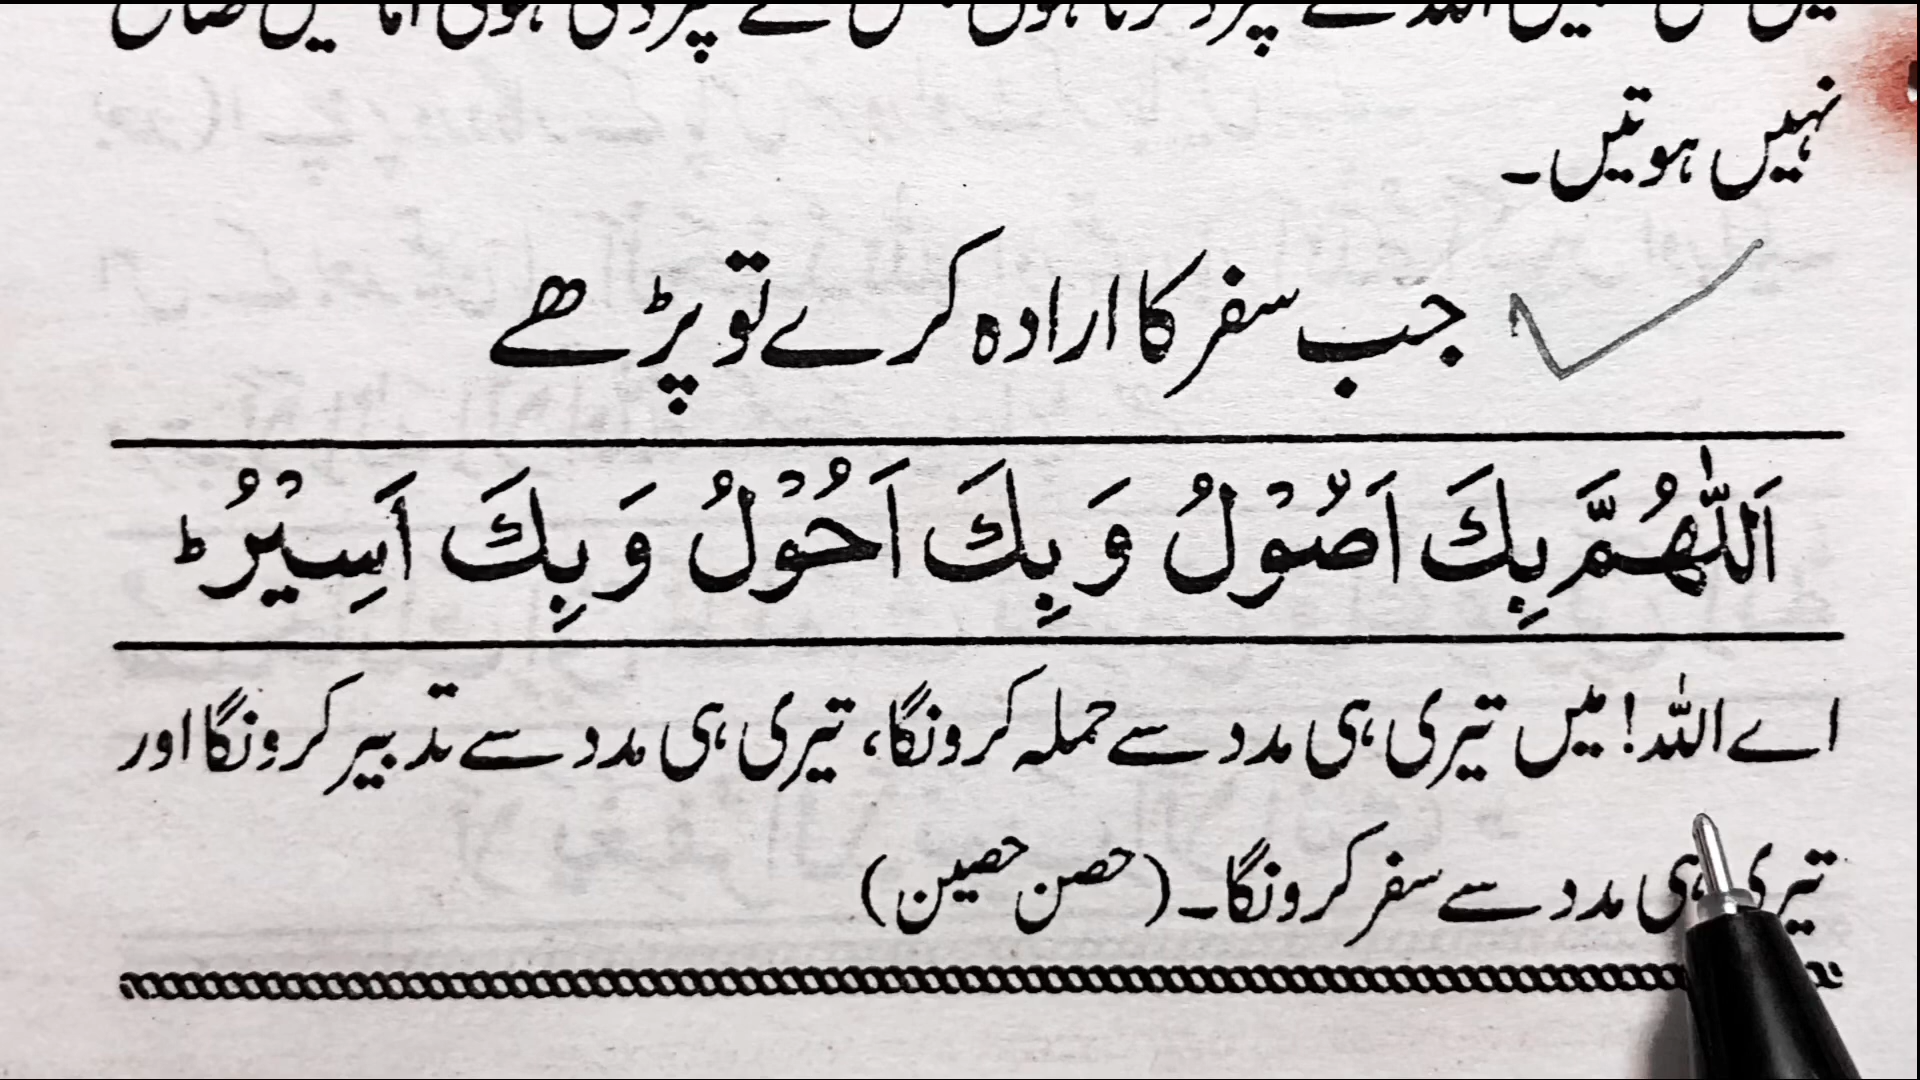 نہیں ہوتیں۔
جب سفر کا ارادہ کرے تو پڑھے
اَللّٰهُمَّ بِكَ اَصُوْلُ وَ بِكَ اَحُوْلُ وَ بِكَ اَسِيْرُ ط
اے اللہ! میں تیری ہی مدد سے حملہ کرونگا، تیری ہی مدد سے تدبیر کرونگا اور
تیری ہی مدد سے سفر کرونگا۔ (حصن حصین)